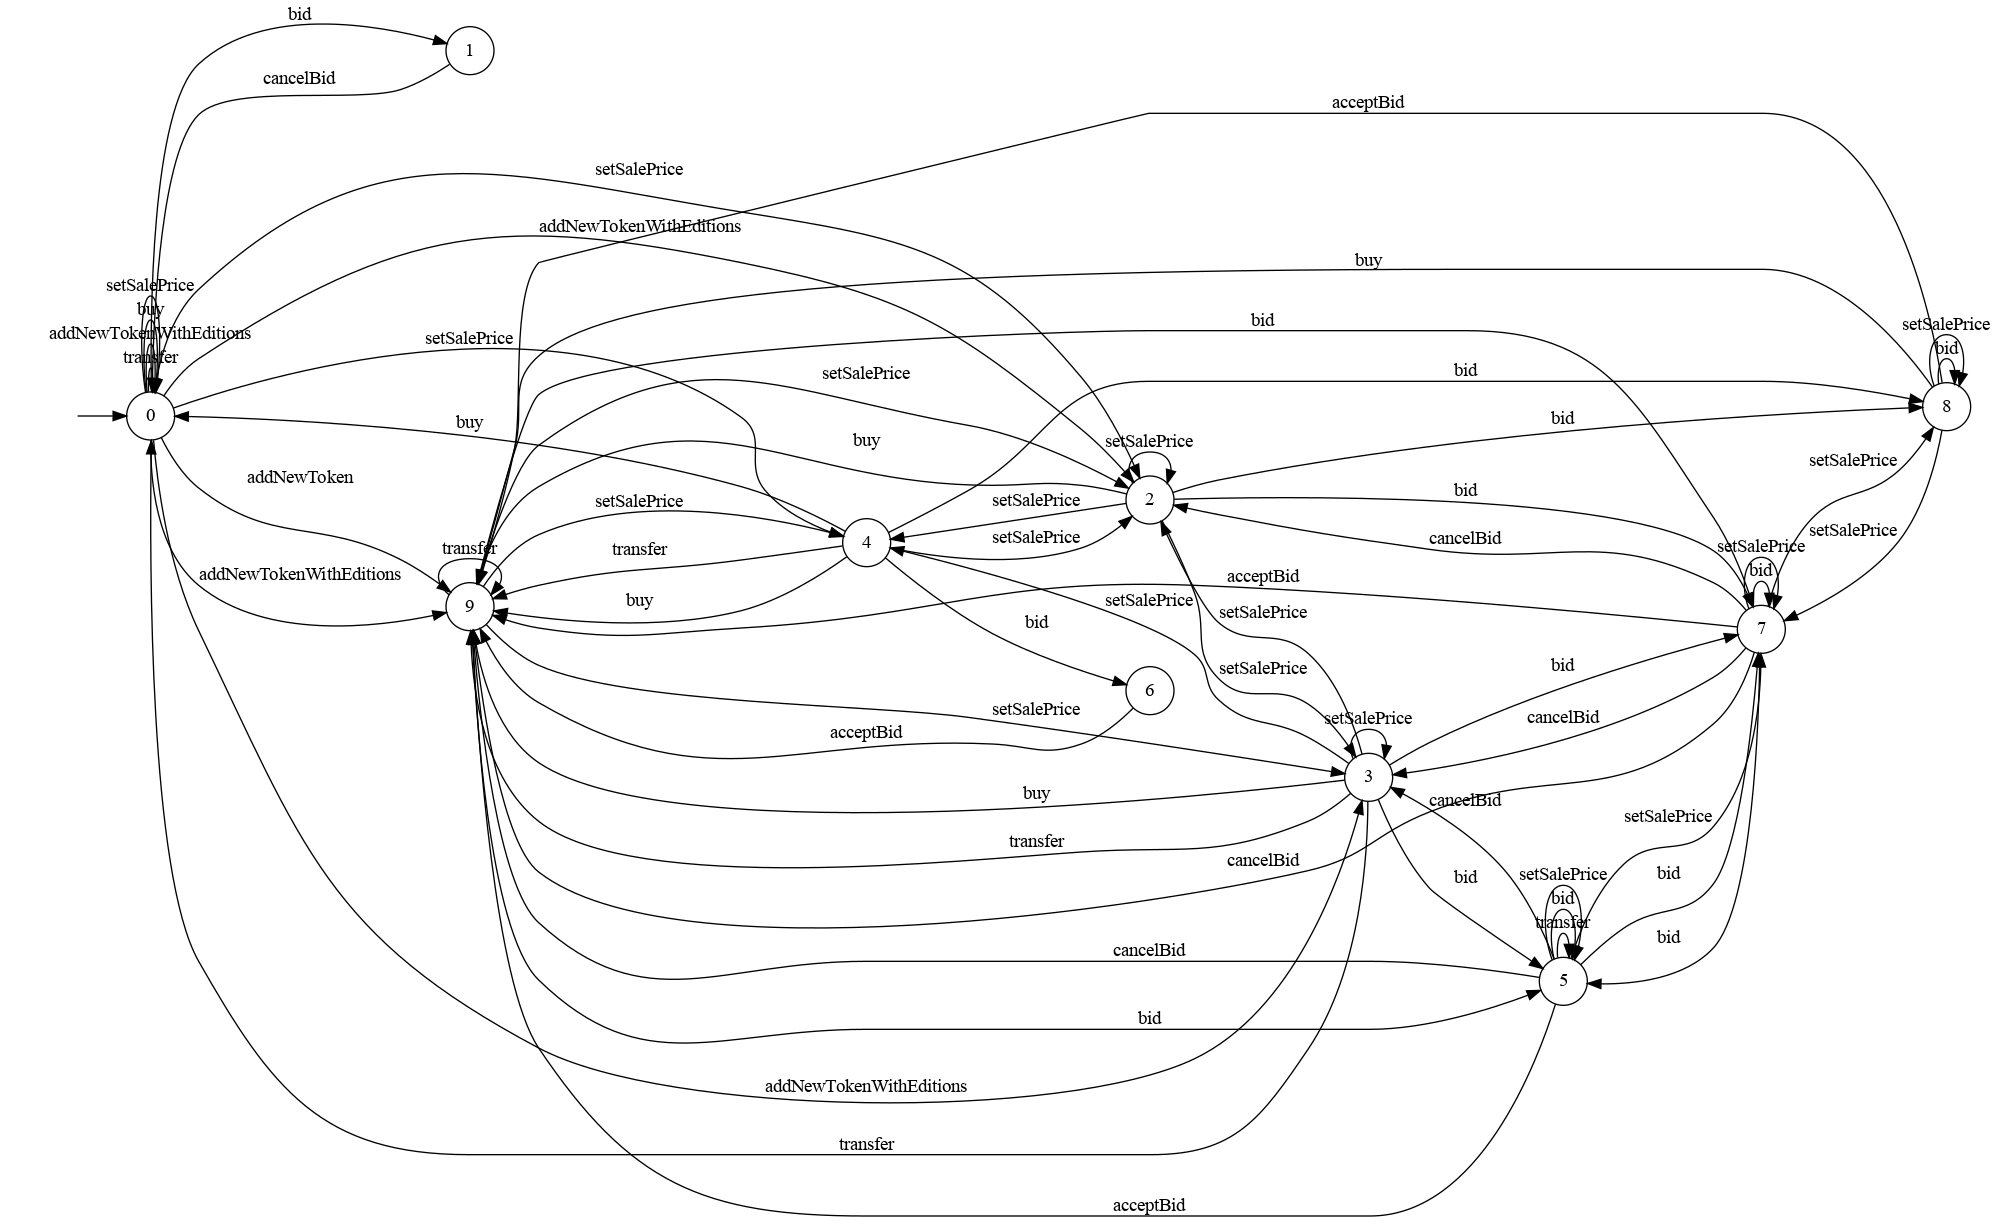 bid
1
cancelBid
acceptBid
setSalePrice
addNewTokenWithEditions
buy
setSalePrice
buy
bid
setSalePrice
addNewTokenWithEditions
setSalePrice
bid
transfer
setSalePrice
bid
0
8
buy
bid
buy
setSalePrice
setSalePrice
addNewToken
bid
setSalePrice
setSalePrice
2
setSalePrice
setSalePrice
cancelBid
4
transfer
transfer
setSalePrice
bid
addNewTokenWithEditions
acceptBid
buy
setSalePrice
9
setSalePrice
bid
7
setSalePrice
bid
6
setSalePrice
setSalePrice
cancelBid
acceptBid
3
buy
cancelBid
setSalePrice
transfer
cancelBid
bid
setSalePrice
bid
bid
transfer
cancelBid
bid
5
bid
addNewTokenWithEditions
transfer
acceptBid